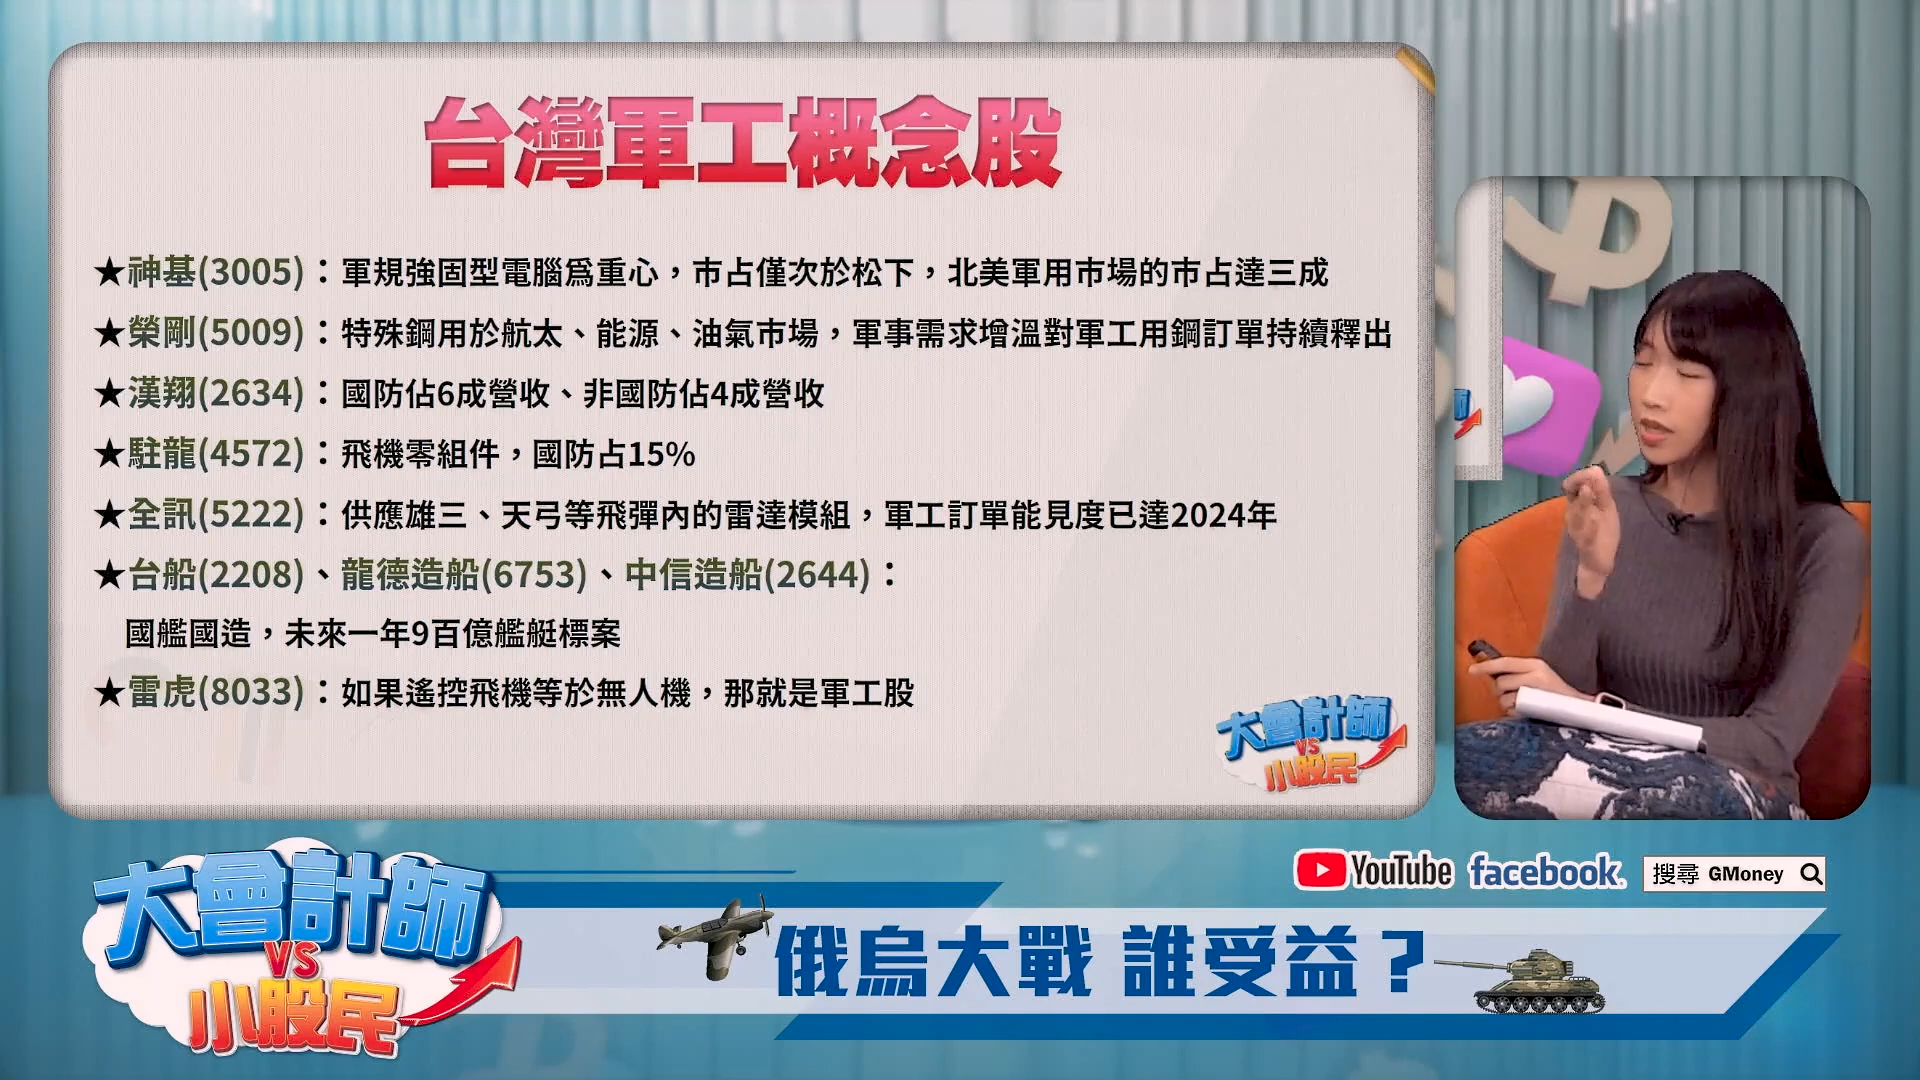 台灣軍工概念股
★神基(3005)：軍規強固型電腦為重心，市占僅次於松下，北美軍用市場的市占達三成
★榮剛(5009)：特殊鋼用於航太、能源、油氣市場，軍事需求增溫對軍工用鋼訂單持續釋出
★漢翔(2634)：國防佔6成營收、非國防佔4成營收
★駐龍(4572)：飛機零組件，國防占15%
★全訊(5222)：供應雄三、天弓等飛彈內的雷達模組，軍工訂單能見度已達2024年
★台船(2208)、龍德造船(6753)、中信造船(2644)：
國艦國造，未來一年9百億艦艇標案
★雷虎(8033)：如果遙控飛機等於無人機，那就是軍工股
大會計師
VS
小股民
師
YouTube facebook. 搜尋 GMoney
大會計師
VS
小股民
俄烏大戰 誰受益？